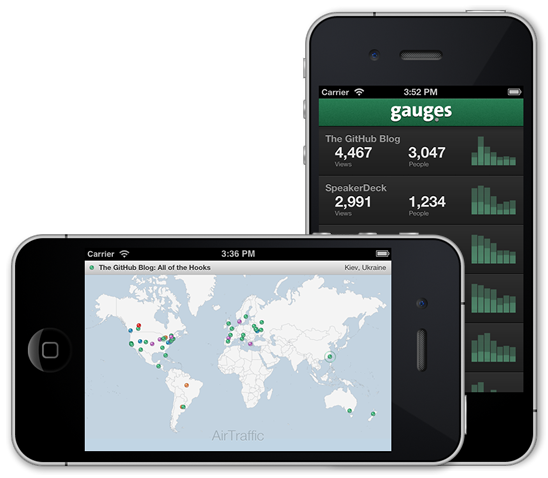 Carrier 3:52 PM
gauges
The GitHub Blog
4,467 3,047
Views People
SpeakerDeck
2,991 1,234
Views People
Carrier 3:36 PM
The GitHub Blog: All of the Hooks Kiev, Ukraine
AirTraffic